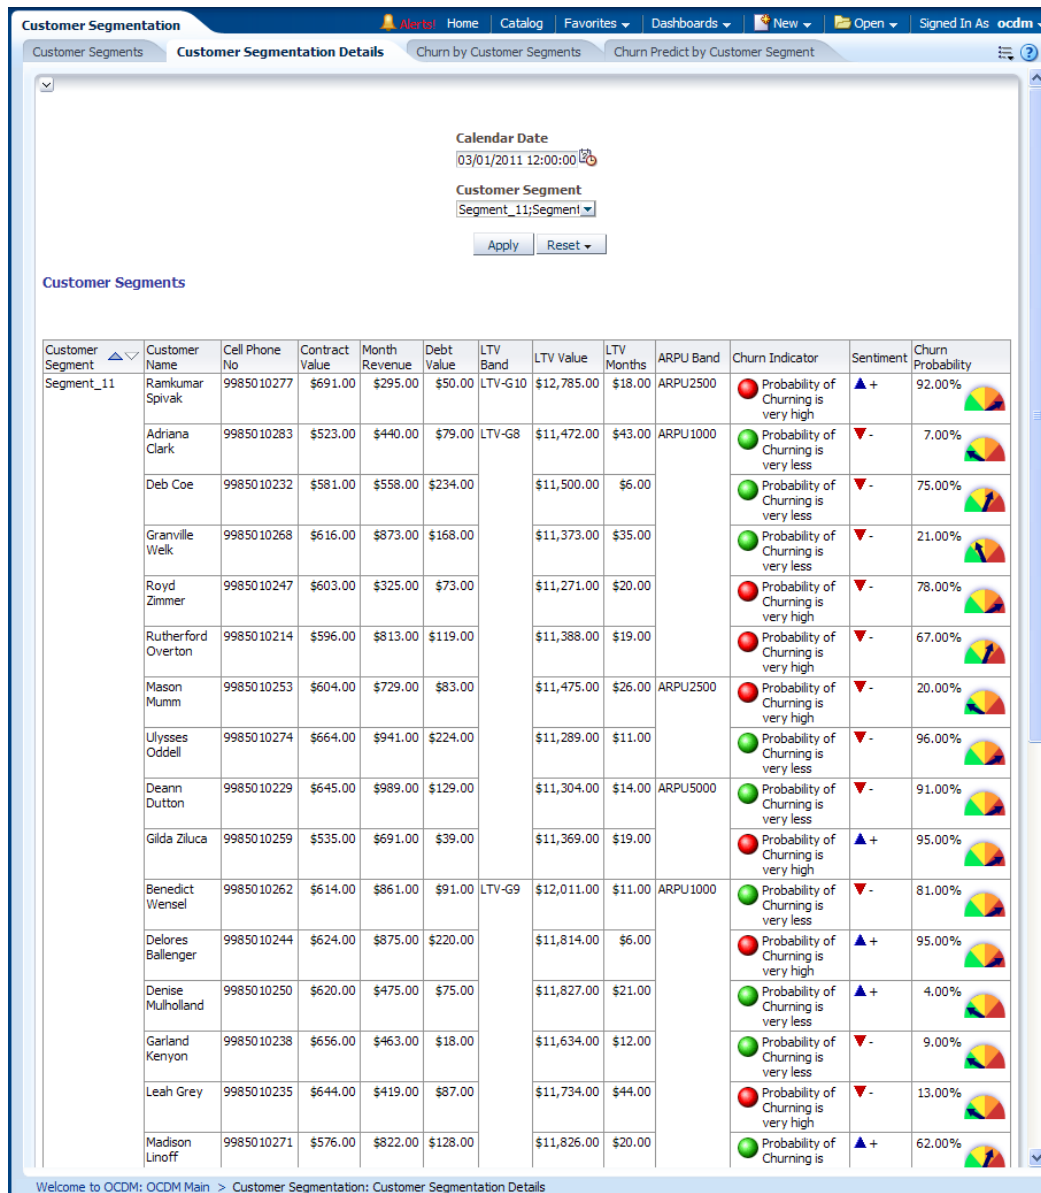 Customer Segmentation
Alerts! Home Catalog Favorites Dashboards New Open Signed In As ocdm
Customer Segments Customer Segmentation Details Churn by Customer Segments Churn Predict by Customer Segment
Calendar Date
03/01/2011 12:00:00
Customer Segment
Segment_11;Segment
Apply Reset
Customer Segments
Customer Segment Customer Name Cell Phone No Contract Value Month Revenue Debt Value LTV Band LTV Value LTV Months ARPU Band Churn Indicator Sentiment Churn Probability
Segment_11 Ramkumar Spivak 9985010277 $691.00 $295.00 $50.00 LTV-G10 $12,785.00 $18.00 ARPU2500 Probability of Churning is very high + 92.00%
Adriana Clark 9985010283 $523.00 $440.00 $79.00 LTV-G8 $11,472.00 $43.00 ARPU1000 Probability of Churning is very less - 7.00%
Deb Coe 9985010232 $581.00 $558.00 $234.00 $11,500.00 $6.00 Probability of Churning is very less - 75.00%
Granville Welk 9985010268 $616.00 $873.00 $168.00 $11,373.00 $35.00 Probability of Churning is very less - 21.00%
Royd Zimmer 9985010247 $603.00 $325.00 $73.00 $11,271.00 $20.00 Probability of Churning is very high - 78.00%
Rutherford Overton 9985010214 $596.00 $813.00 $119.00 $11,388.00 $19.00 Probability of Churning is very high - 67.00%
Mason Mumm 9985010253 $604.00 $729.00 $83.00 $11,475.00 $26.00 ARPU2500 Probability of Churning is very high - 20.00%
Ulysses Oddell 9985010274 $664.00 $941.00 $224.00 $11,289.00 $11.00 Probability of Churning is very less - 96.00%
Deann Dutton 9985010229 $645.00 $989.00 $129.00 $11,304.00 $14.00 ARPU5000 Probability of Churning is very less - 91.00%
Gilda Ziluca 9985010259 $535.00 $691.00 $39.00 $11,369.00 $19.00 Probability of Churning is very high + 95.00%
Benedict Wensel 9985010262 $614.00 $861.00 $91.00 LTV-G9 $12,011.00 $11.00 ARPU1000 Probability of Churning is very less - 81.00%
Delores Ballenger 9985010244 $624.00 $875.00 $220.00 $11,814.00 $6.00 Probability of Churning is very high + 95.00%
Denise Mulholland 9985010250 $620.00 $475.00 $75.00 $11,827.00 $21.00 Probability of Churning is very less + 4.00%
Garland Kenyon 9985010238 $656.00 $463.00 $18.00 $11,634.00 $12.00 Probability of Churning is very less - 9.00%
Leah Grey 9985010235 $644.00 $419.00 $87.00 $11,734.00 $44.00 Probability of Churning is very high - 13.00%
Madison Linoff 9985010271 $576.00 $822.00 $128.00 $11,826.00 $20.00 Probability of Churning is + 62.00%
Welcome to OCDM: OCDM Main > Customer Segmentation: Customer Segmentation Details